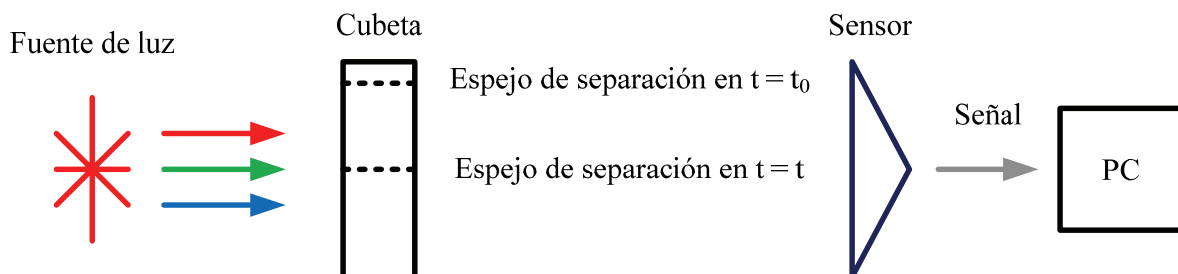 Fuente de luz
Cubeta
Sensor
Espejo de separación en t = t0
Espejo de separación en t = t
Señal
PC